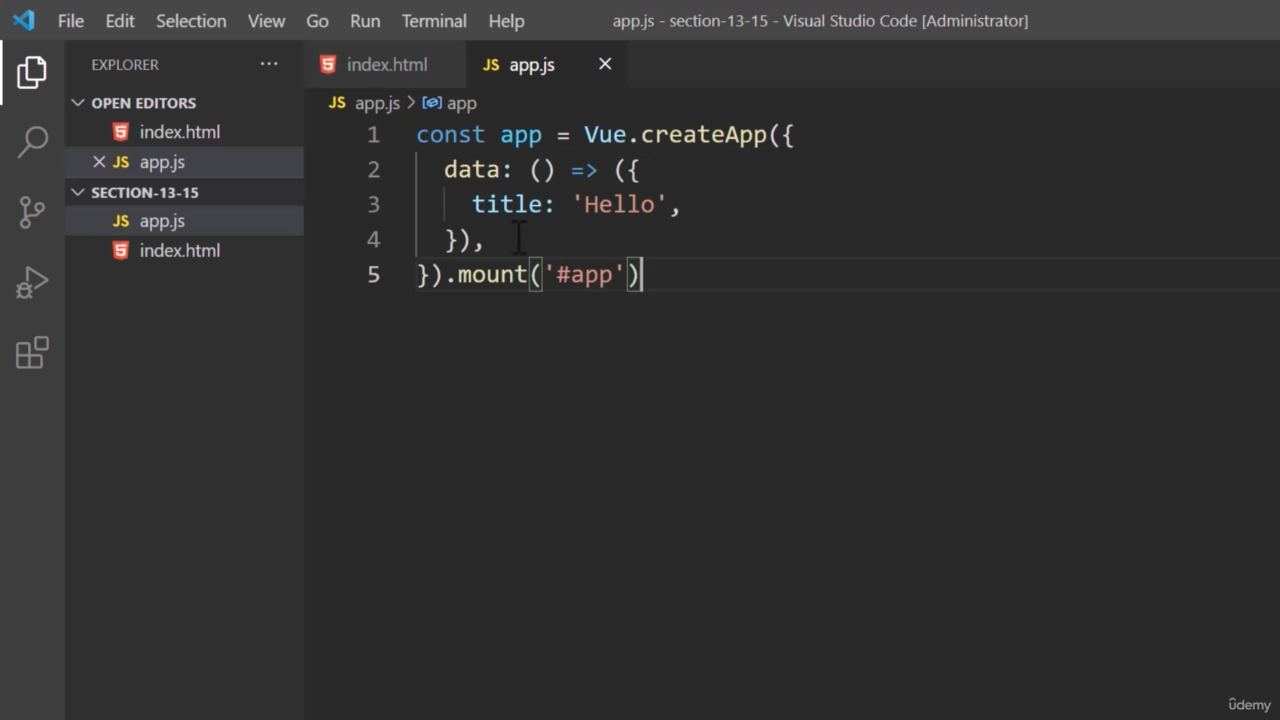 File Edit Selection View Go Run Terminal Help app.js - section-13-15 - Visual Studio Code [Administrator]
EXPLORER ···
index.html
JS app.js
OPEN EDITORS
index.html
JS app.js
SECTION-13-15
JS app.js
index.html
JS app.js > app
1 const app = Vue.createApp({
2 data: () => ({
3 title: 'Hello',
4 }),
5 }).mount('#app')
ûdemy